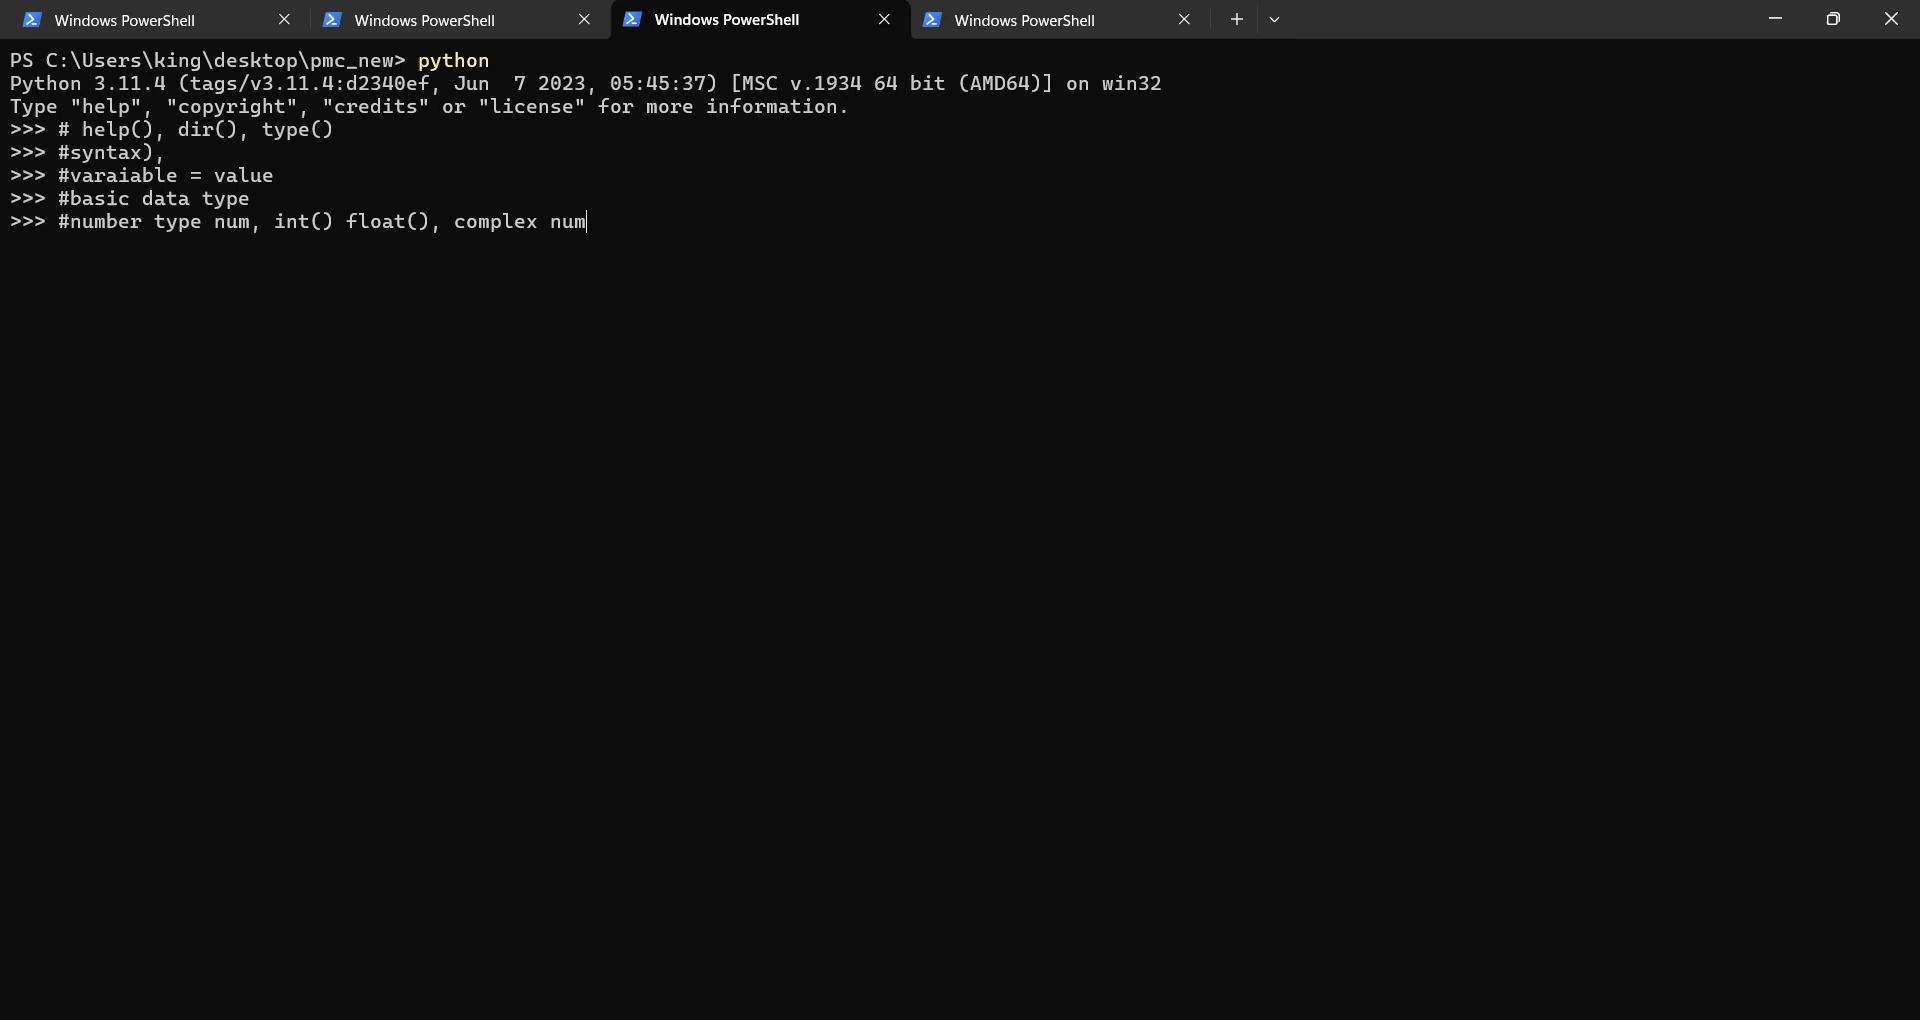 Windows PowerShell Windows PowerShell Windows PowerShell Windows PowerShell
PS C:\Users\king\desktop\pmc_new> python
Python 3.11.4 (tags/v3.11.4:d2340ef, Jun  7 2023, 05:45:37) [MSC v.1934 64 bit (AMD64)] on win32
Type "help", "copyright", "credits" or "license" for more information.
>>> # help(), dir(), type()
>>> #syntax),
>>> #varaiable = value
>>> #basic data type
>>> #number type num, int() float(), complex num